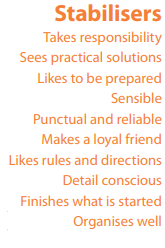 Stabilisers
Takes responsibility
Sees practical solutions
Likes to be prepared
Sensible
Punctual and reliable
Makes a loyal friend
Likes rules and directions
Detail conscious
Finishes what is started
Organises well